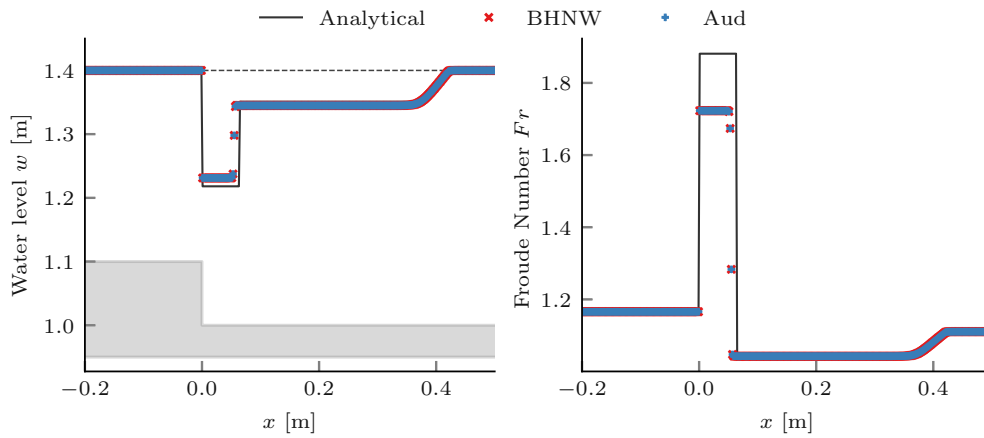 Analytical BHNW Aud
Water level w [m]
1.4
1.3
1.2
1.1
1.0
−0.2 0.0 0.2 0.4
x [m]
Froude Number Fr
1.8
1.6
1.4
1.2
−0.2 0.0 0.2 0.4
x [m]